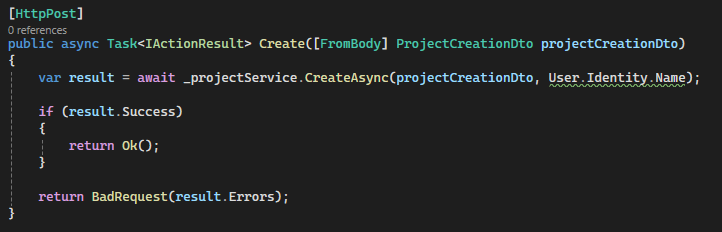 [HttpPost]
0 references
public async Task<IActionResult> Create([FromBody] ProjectCreationDto projectCreationDto)
{
    var result = await _projectService.CreateAsync(projectCreationDto, User.Identity.Name);

    if (result.Success)
    {
        return Ok();
    }

    return BadRequest(result.Errors);
}